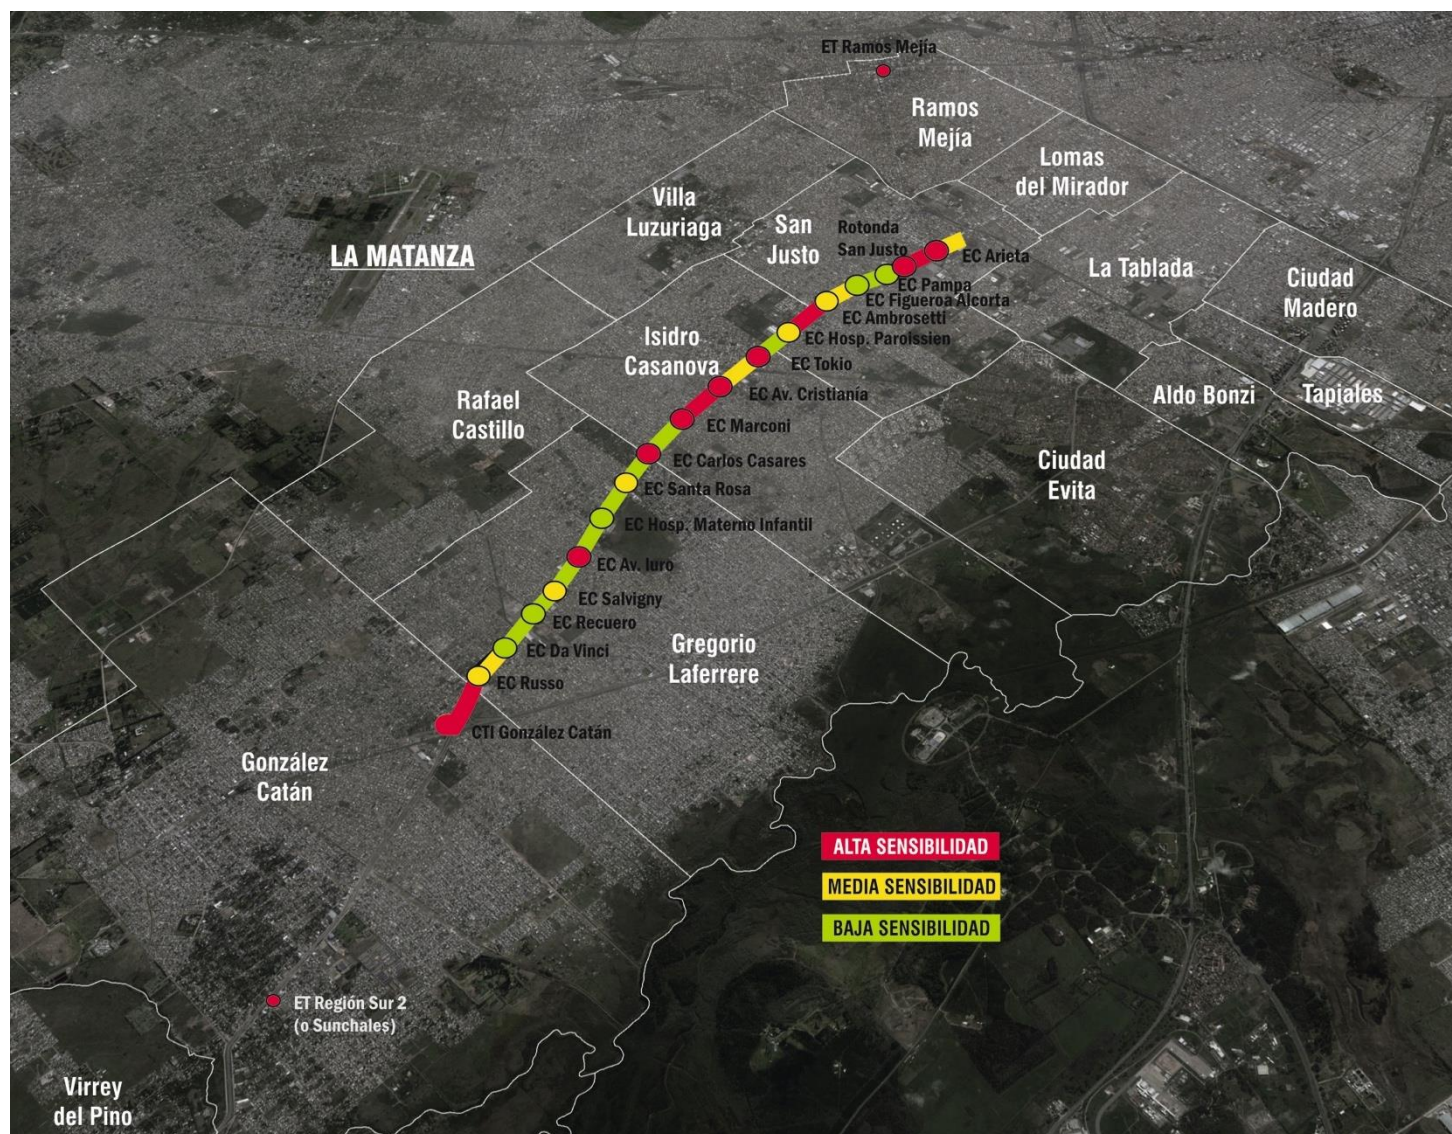 ET Ramos Mejía
Ramos
Mejía
Lomas
del Mirador
Villa
Luzuriaga
San
Justo
Rotonda
San Justo
EC Arieta
LA MATANZA
La Tablada
Ciudad
Madero
EC Pampa
EC Figueroa Alcorta
EC Ambrosetti
EC Hosp. Paroissien
Isidro
Casanova
EC Tokio
EC Av. Cristianía
Aldo Bonzi
Tapiales
Rafael
Castillo
EC Marconi
EC Carlos Casares
Ciudad
Evita
EC Santa Rosa
EC Hosp. Materno Infantil
EC Av. Iuro
EC Salvigny
EC Recuero
EC Da Vinci
Gregorio
Laferrere
EC Russo
CTI González Catán
González
Catán
ALTA SENSIBILIDAD
MEDIA SENSIBILIDAD
BAJA SENSIBILIDAD
ET Región Sur 2
(o Sunchales)
Virrey
del Pino